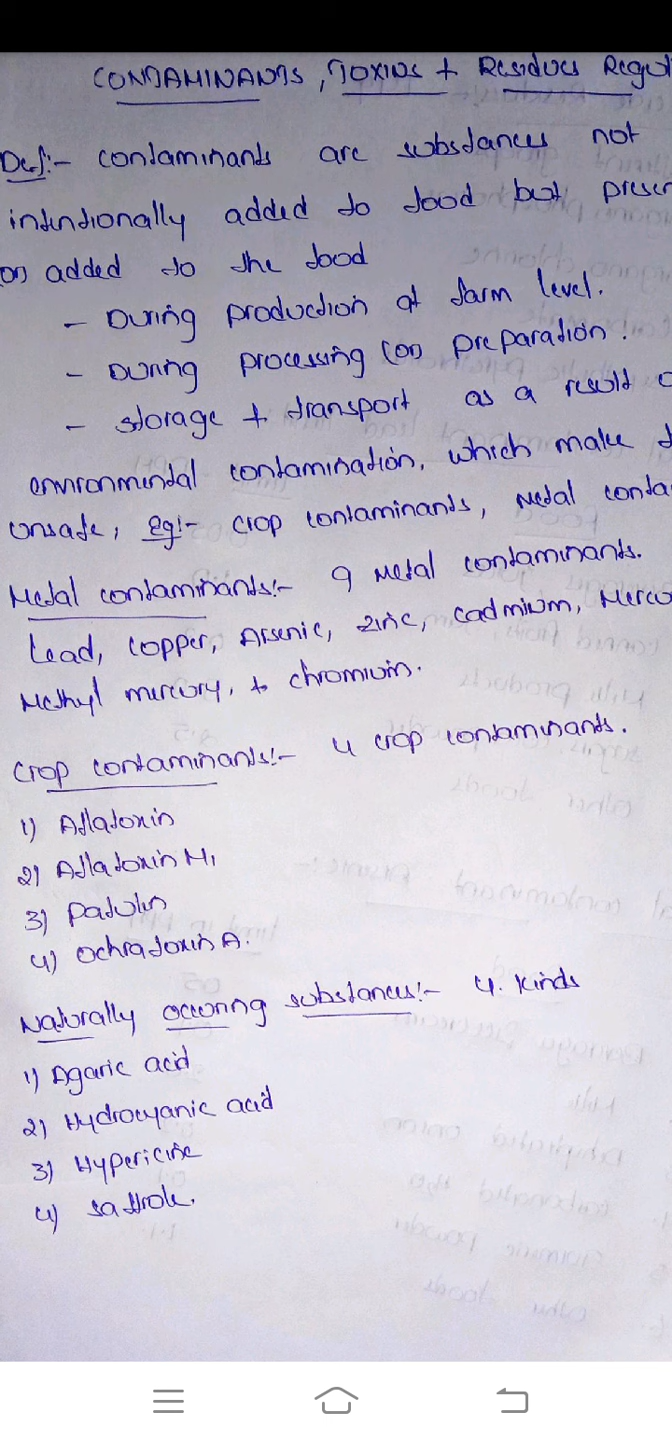 CONTAMINANTS, TOXINS + RESIDUES REGUL
Def:- contaminants are substances not
intentionally added to food but presen
(or) added to the food
- During production at farm level.
- During processing (or) preparation.
- storage & transport as a result o
environmental contamination, which make
unsafe, Eg:- crop contaminants, Metal conta
Metal contaminants:- 9 Metal contaminants.
Lead, copper, Arsenic, zinc, cadmium, Mercu
Methyl mercury, & chromium.
Crop contaminants:- 4 crop contaminants.
1) Aflatoxin
2) Aflatoxin M1
3) Patulin
4) Ochratoxin A.
Naturally occuring substances:- 4. Kinds
1) Agaric acid
2) Hydrocyanic acid
3) Hypericine
4) saffrole.